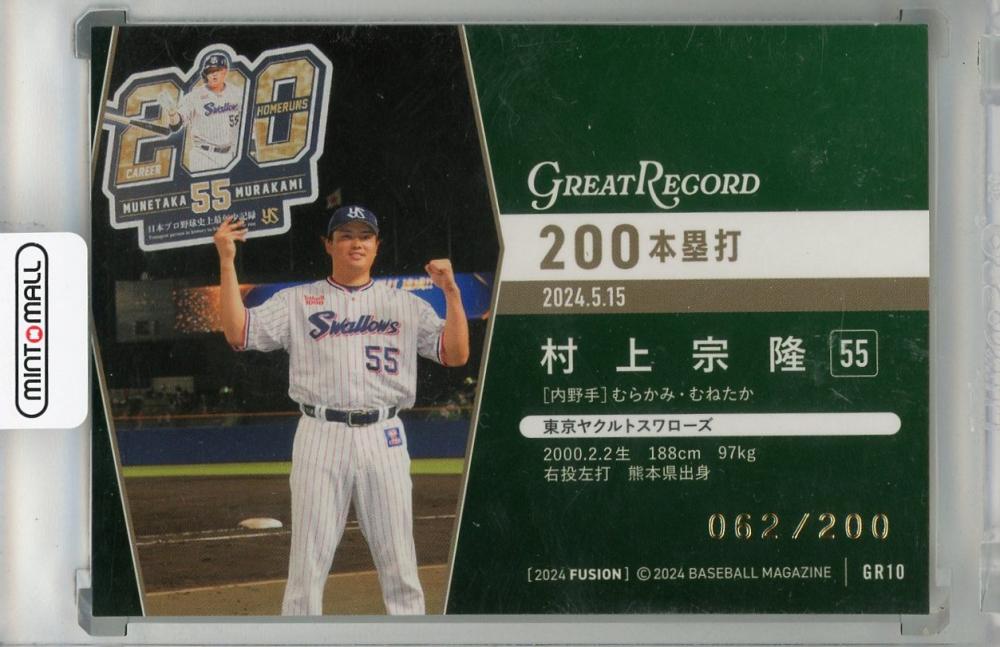 MINT MALL
200
CAREER
HOMERUNS
MUNETAKA 55 MURAKAMI
YS
Swallows
55
GREAT RECORD
200本塁打
2024.5.15
村上宗隆 55
[内野手]むらかみ・むねたか
東京ヤクルトスワローズ
2000.2.2生 188cm 97kg
右投左打 熊本県出身
062/200
[2024 FUSION] ©2024 BASEBALL MAGAZINE GR10